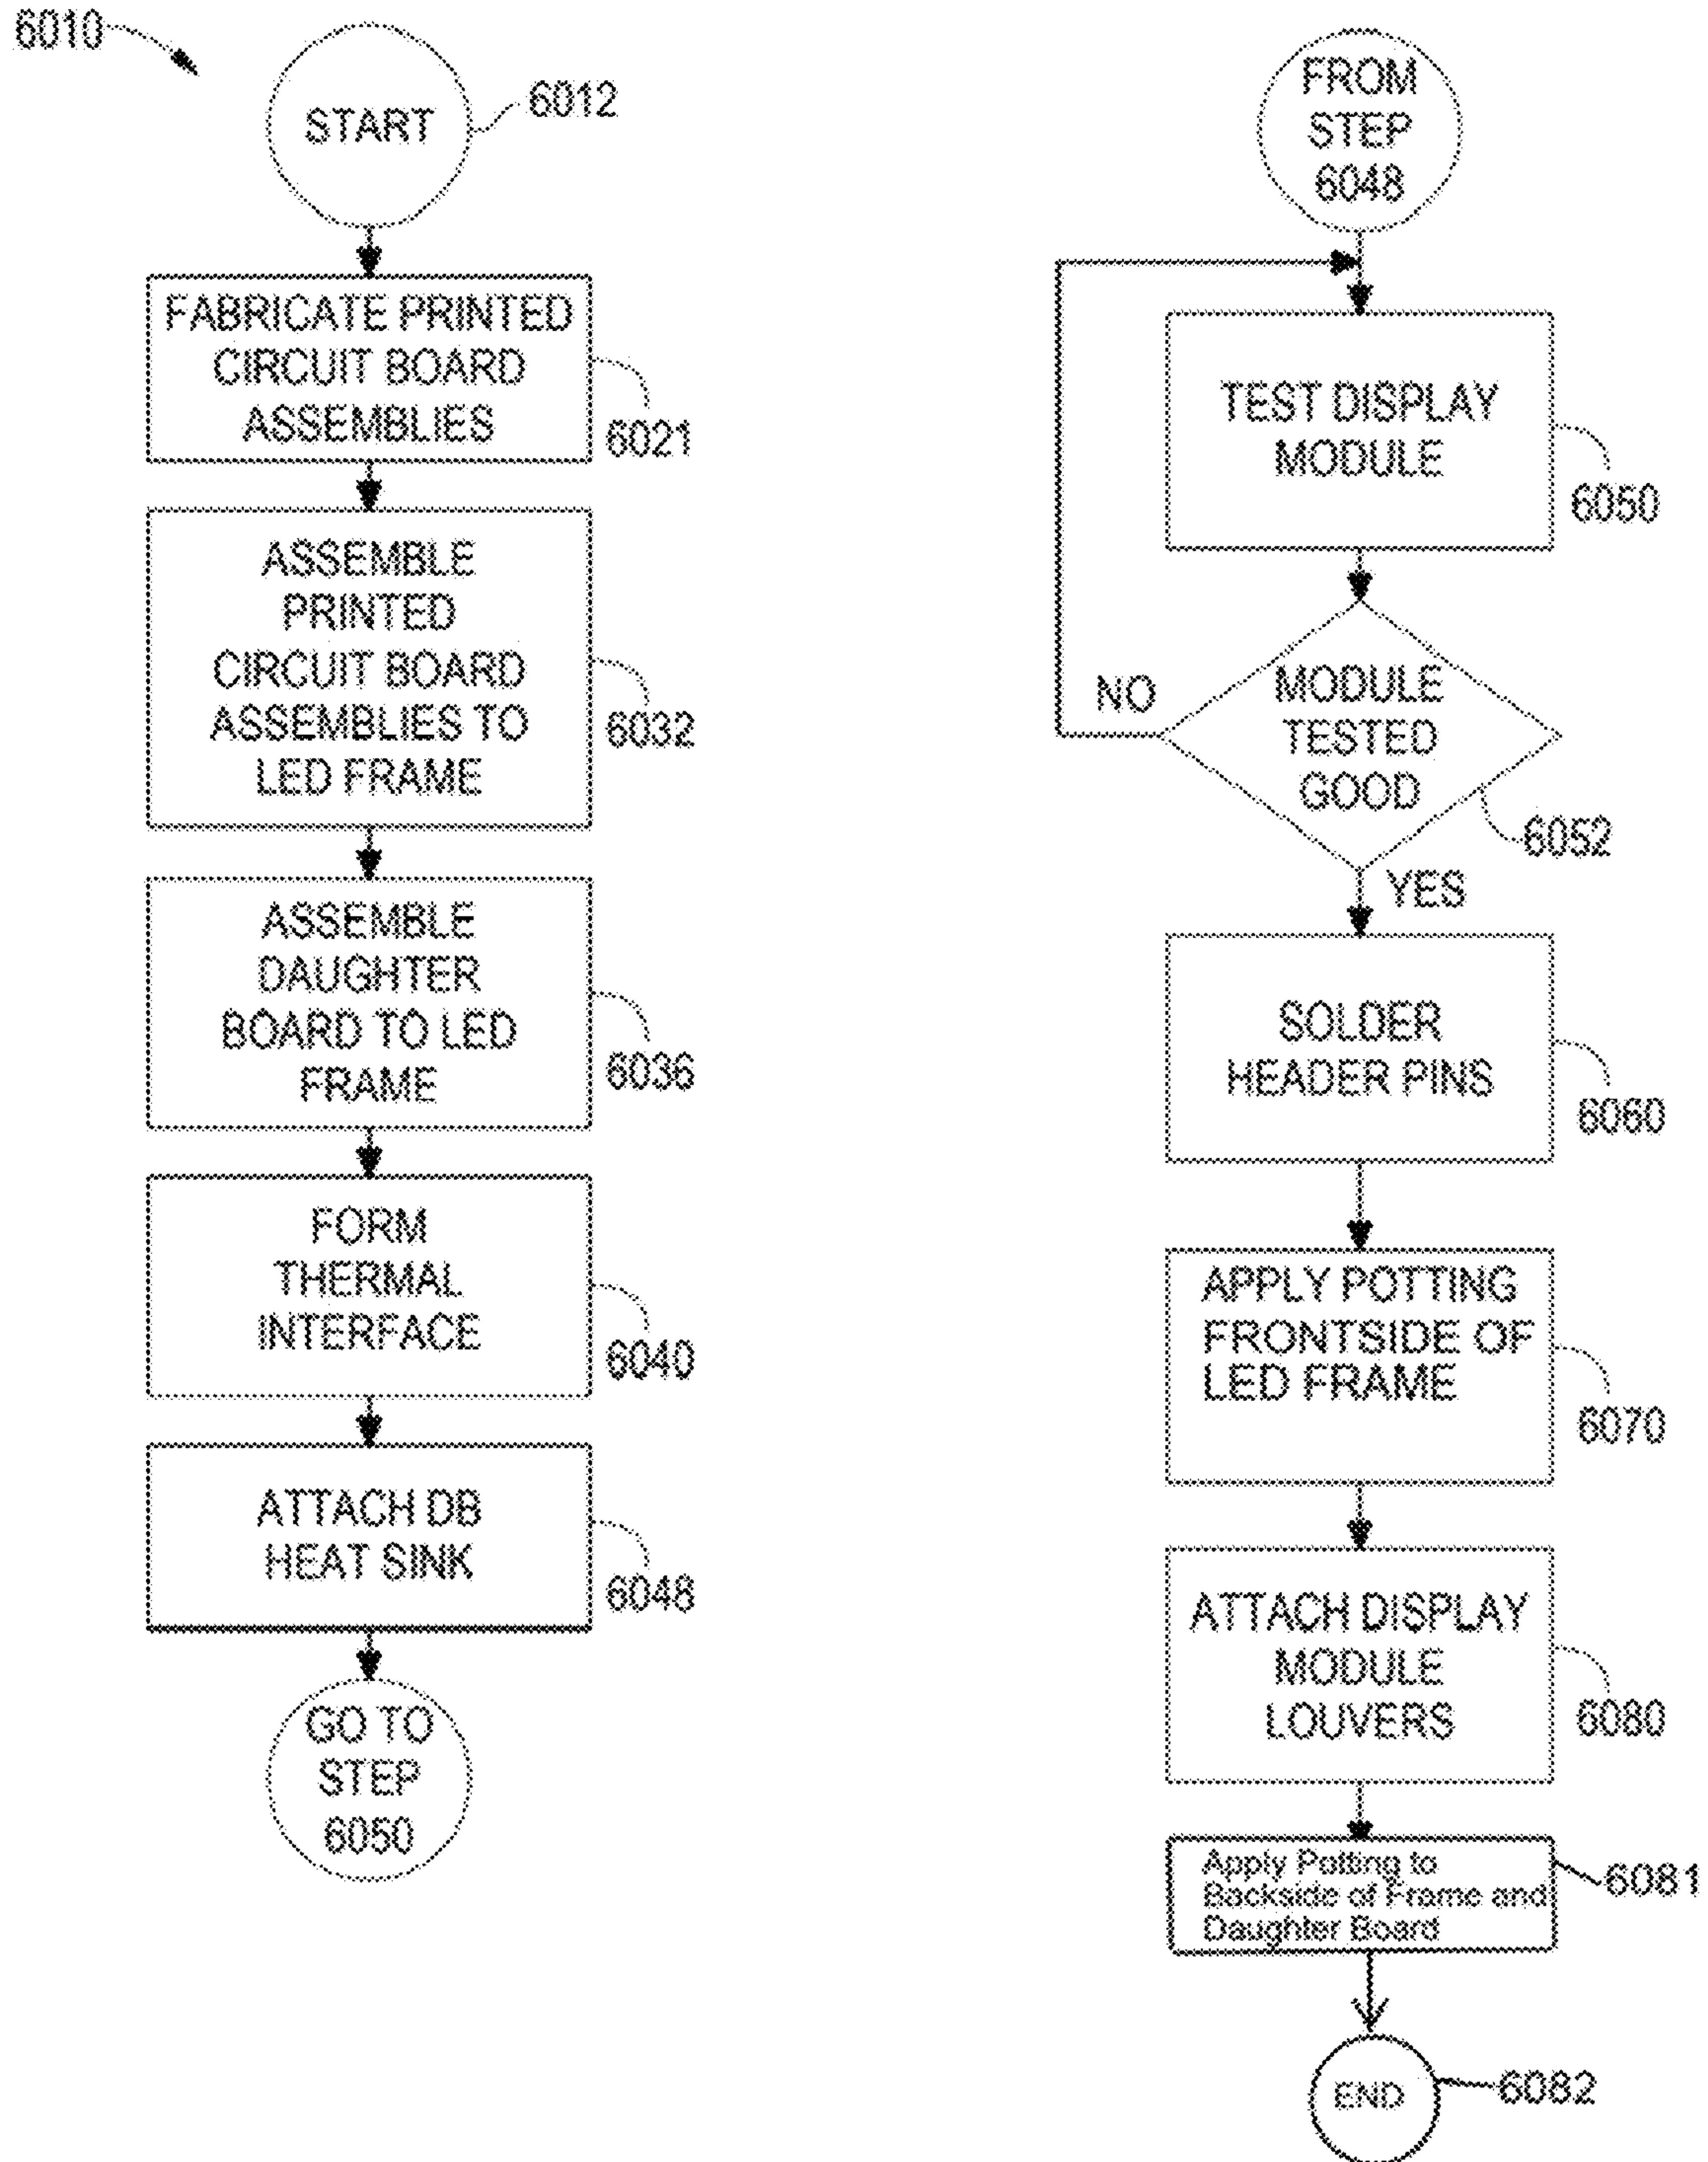 6010
START
6012
FABRICATE PRINTED
CIRCUIT BOARD
ASSEMBLIES
6021
ASSEMBLE
PRINTED
CIRCUIT BOARD
ASSEMBLIES TO
LED FRAME
6032
ASSEMBLE
DAUGHTER
BOARD TO LED
FRAME
6036
FORM
THERMAL
INTERFACE
6040
ATTACH DB
HEAT SINK
6048
GO TO
STEP
6050
FROM
STEP
6048
TEST DISPLAY
MODULE
6050
MODULE
TESTED
GOOD
NO
6052
YES
SOLDER
HEADER PINS
6060
APPLY POTTING
FRONTSIDE OF
LED FRAME
6070
ATTACH DISPLAY
MODULE
LOUVERS
6080
Apply Potting to
Backside of Frame and
Daughter Board
6081
END
6082